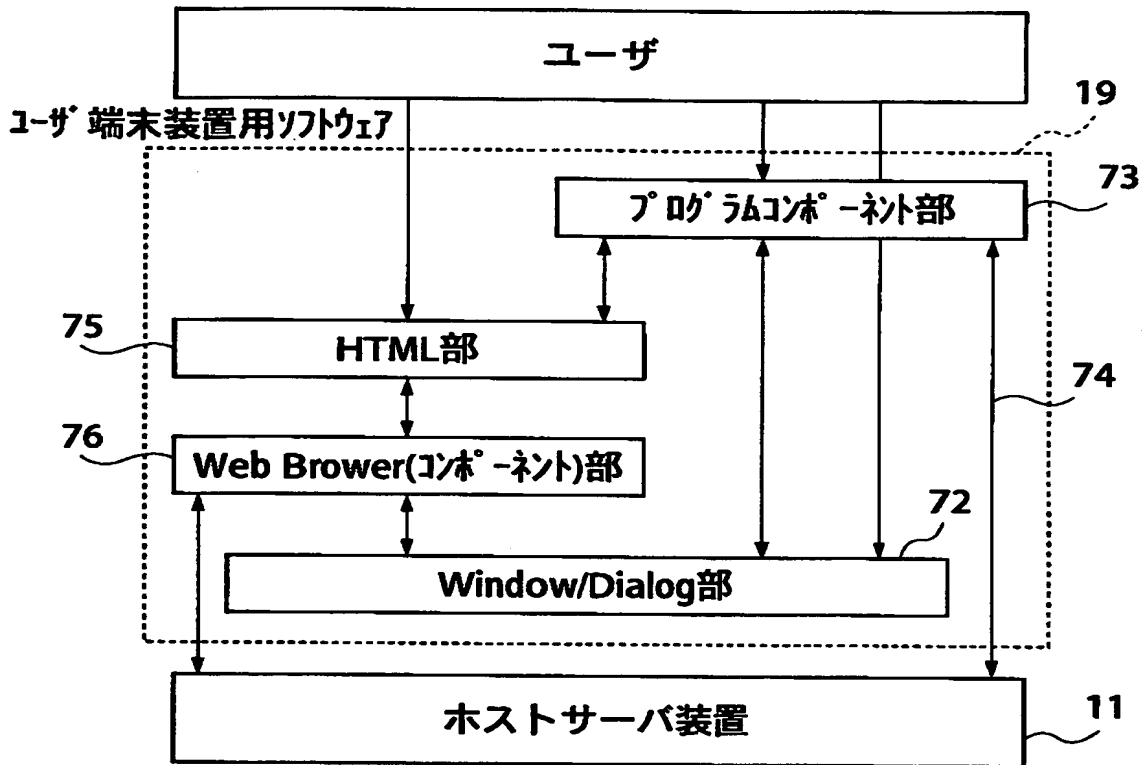 ユーザ
ﾕｰｻﾞ端末装置用ｿﾌﾄｳｪｱ
19
ﾌﾟﾛｸﾞﾗﾑｺﾝﾎﾟｰﾈﾝﾄ部
73
75
HTML部
74
76
Web Brower(ｺﾝﾎﾟｰﾈﾝﾄ)部
72
Window/Dialog部
ホストサーバ装置
11